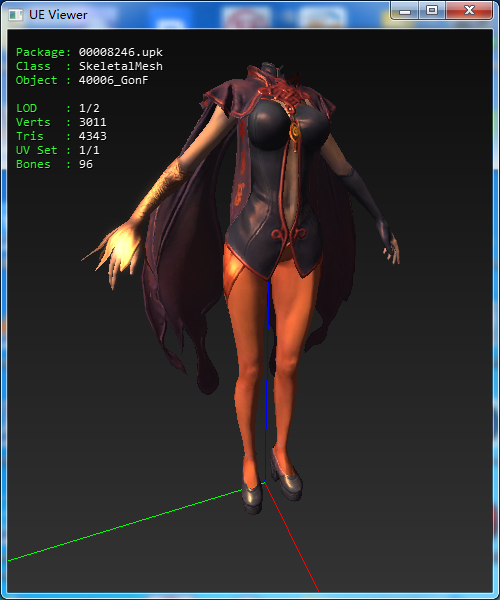 UE Viewer
Package: 00008246.upk
Class : SkeletalMesh
Object : 40006_GonF
LOD : 1/2
Verts : 3011
Tris : 4343
UV Set : 1/1
Bones : 96